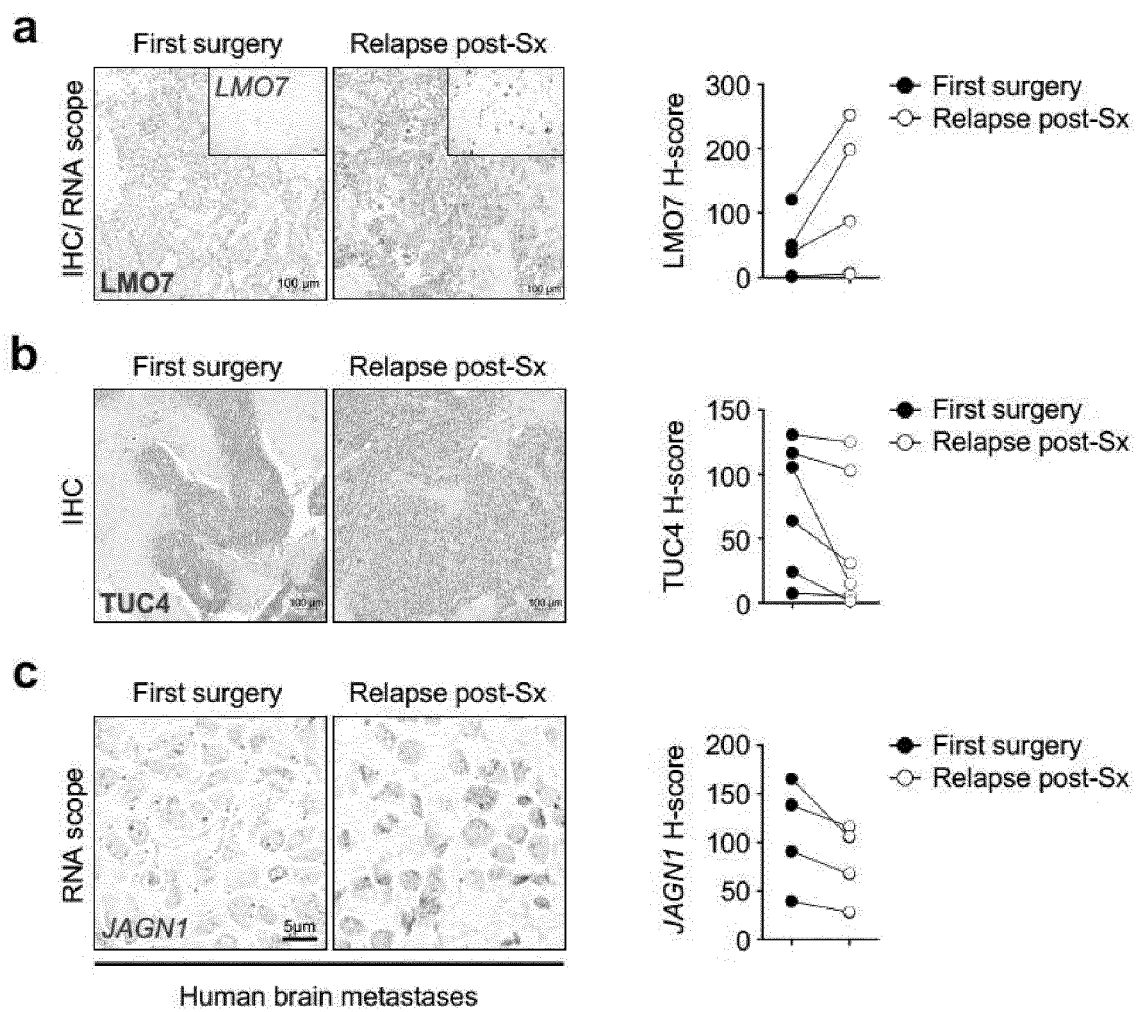 a
First surgery
Relapse post-Sx
IHC/ RNA scope
LMO7
LMO7
100 µm
100 µm
LMO7 H-score
300
200
100
0
First surgery
Relapse post-Sx
b
First surgery
Relapse post-Sx
IHC
TUC4
100 µm
100 µm
TUC4 H-score
150
100
50
0
First surgery
Relapse post-Sx
c
First surgery
Relapse post-Sx
RNA scope
JAGN1
5µm
JAGN1 H-score
200
150
100
50
0
First surgery
Relapse post-Sx
Human brain metastases